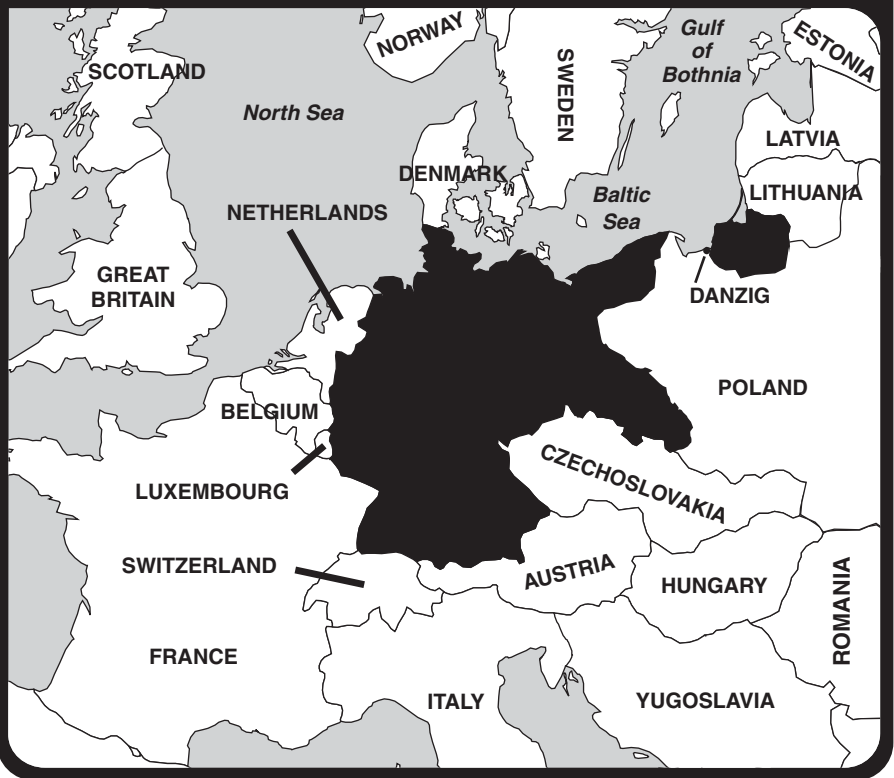 NORWAY
Gulf
of
Bothnia
ESTONIA
SCOTLAND
SWEDEN
North Sea
LATVIA
DENMARK
LITHUANIA
Baltic
Sea
NETHERLANDS
GREAT
BRITAIN
DANZIG
POLAND
BELGIUM
CZECHOSLOVAKIA
LUXEMBOURG
SWITZERLAND
AUSTRIA
HUNGARY
ROMANIA
FRANCE
ITALY
YUGOSLAVIA